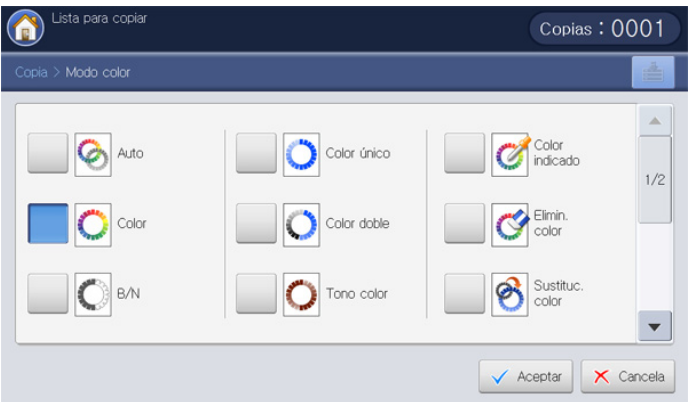 Lista para copiar
Copias : 0001
Copia > Modo color
Auto
Color único
Color
indicado
1/2
Color
Color doble
Elimin.
color
B/N
Tono color
Sustituc.
color
Aceptar
Cancela